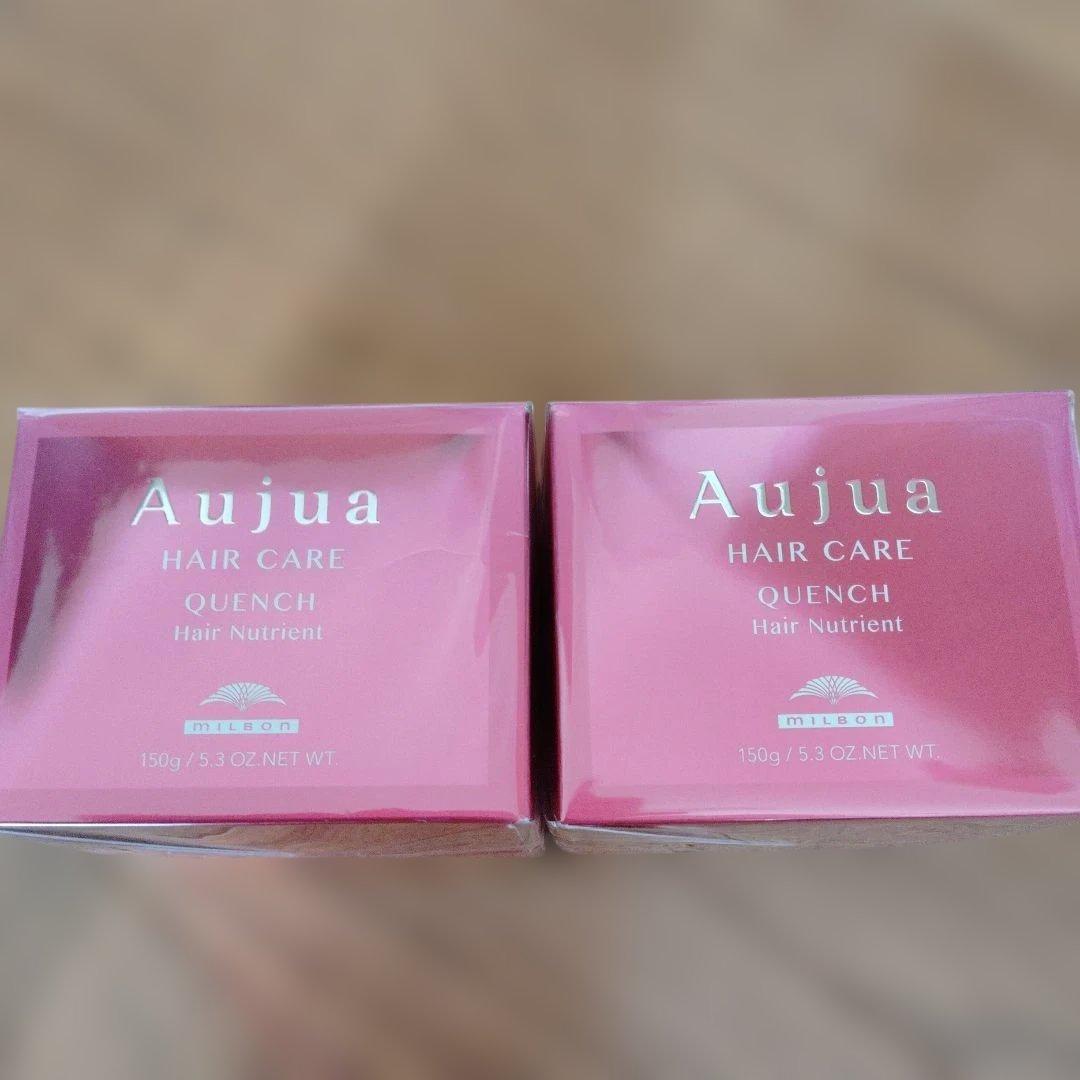 Aujua
HAIR CARE
QUENCH
Hair Nutrient
MILBON
150g / 5.3 OZ.NET WT.
Aujua
HAIR CARE
QUENCH
Hair Nutrient
MILBON
150g / 5.3 OZ.NET WT.